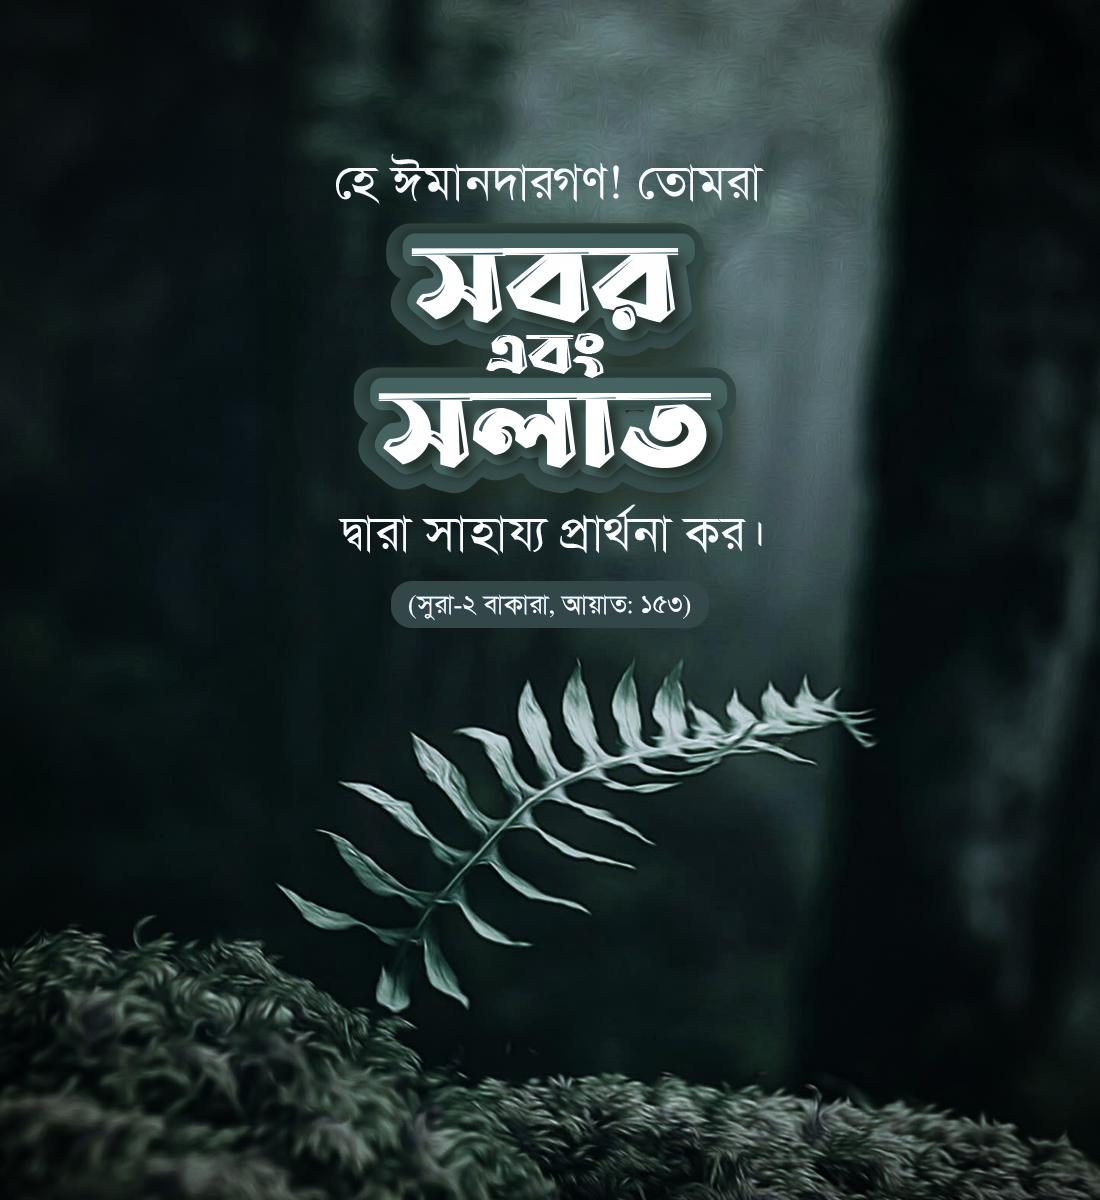 হে ঈমানদারগণ! তোমরা
সবর
এবং
সলাত
দ্বারা সাহায্য প্রার্থনা কর।
(সুরা-২ বাকারা, আয়াত: ১৫৩)